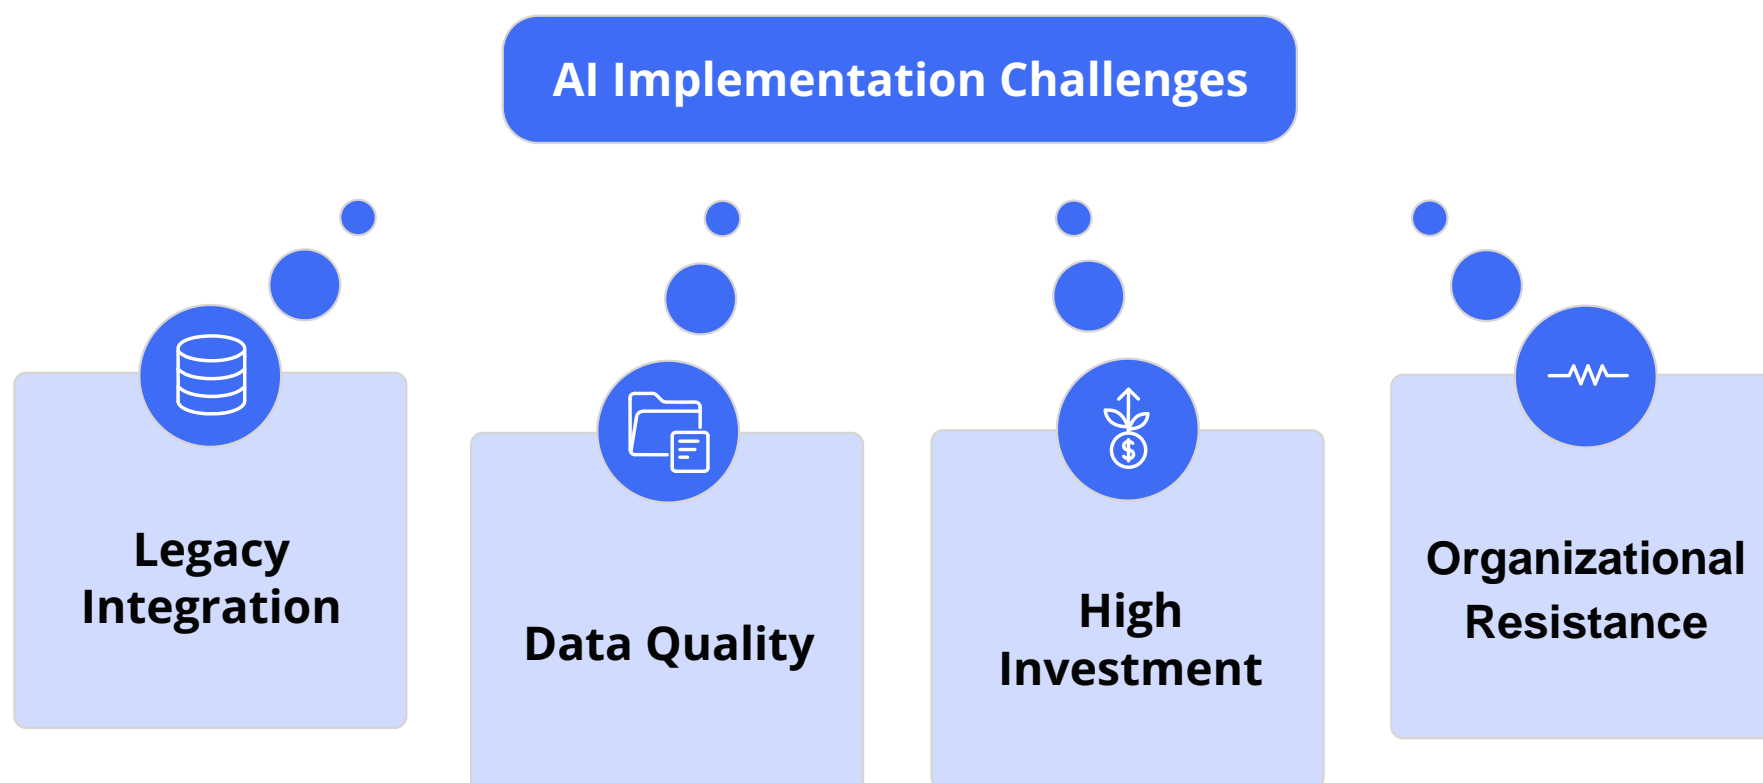 AI Implementation Challenges
Legacy
Integration
Data Quality
$
High
Investment
Organizational
Resistance